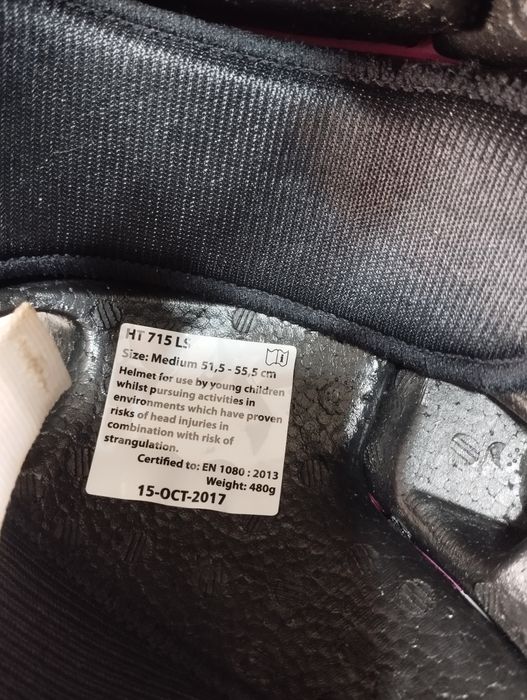 HT 715 LS
Size: Medium 51,5 - 55,5 cm
Helmet for use by young children
whilst pursuing activities in
environments which have proven
risks of head injuries in
combination with risk of
strangulation.
Certified to: EN 1080 : 2013
Weight: 480g
15-OCT-2017